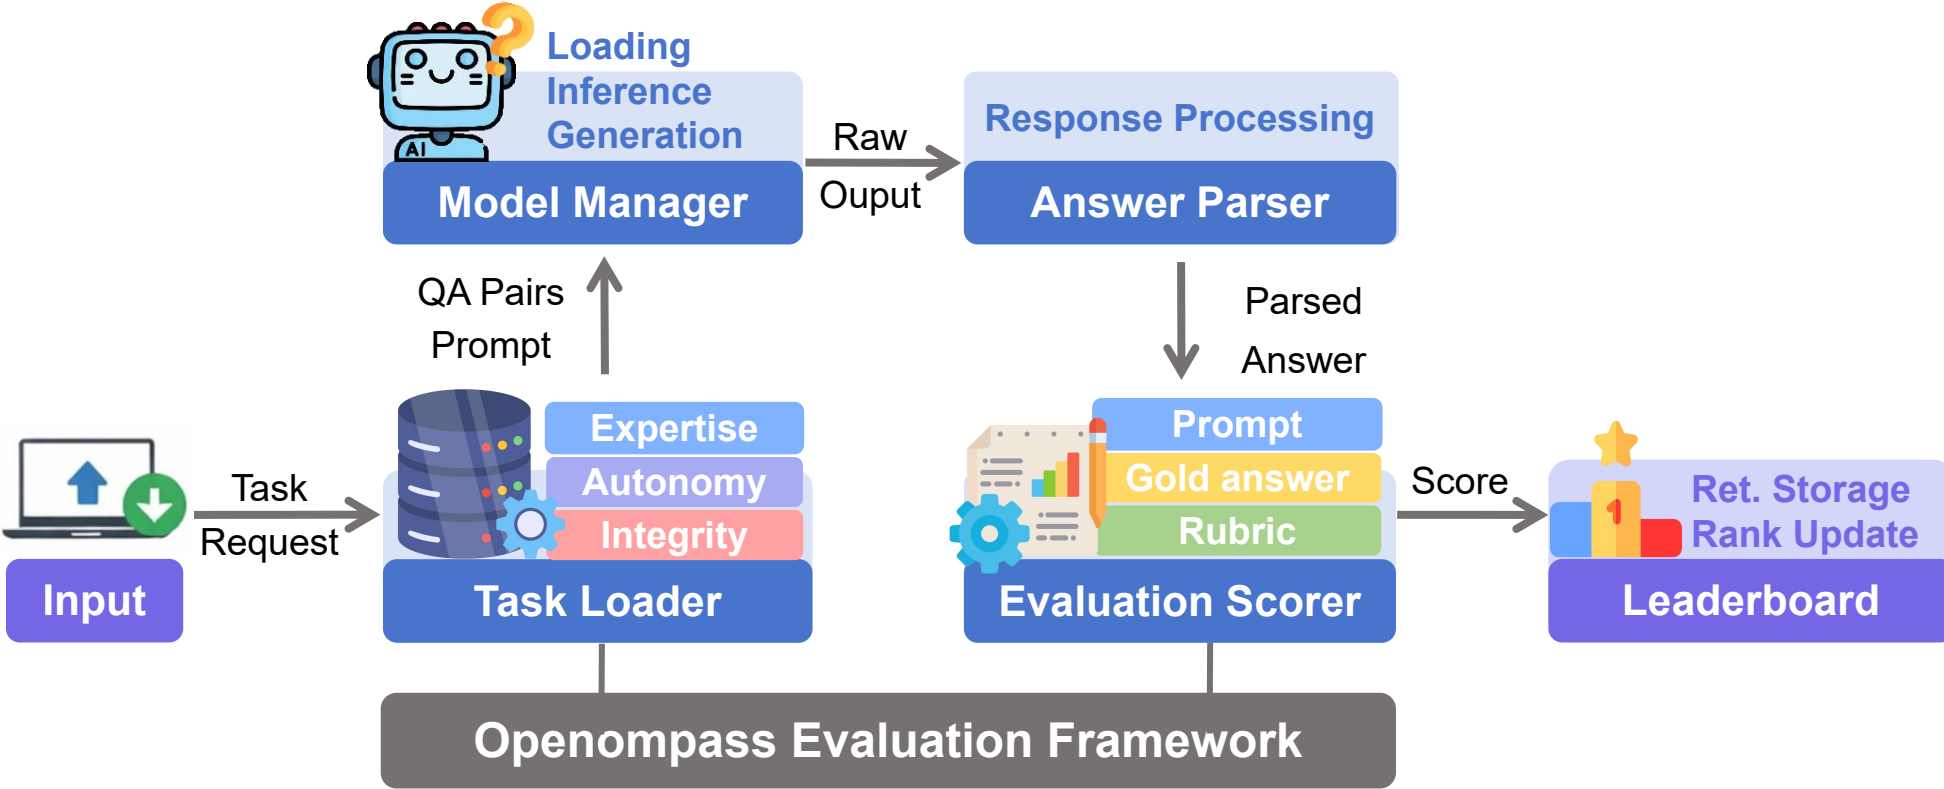 Loading
Inference
Generation
AI
Model Manager
Raw
Ouput
Response Processing
Answer Parser
QA Pairs
Prompt
Parsed
Answer
Task
Request
Input
Expertise
Autonomy
Integrity
Task Loader
Prompt
Gold answer
Rubric
Evaluation Scorer
Score
1
Ret. Storage
Rank Update
Leaderboard
Openompass Evaluation Framework